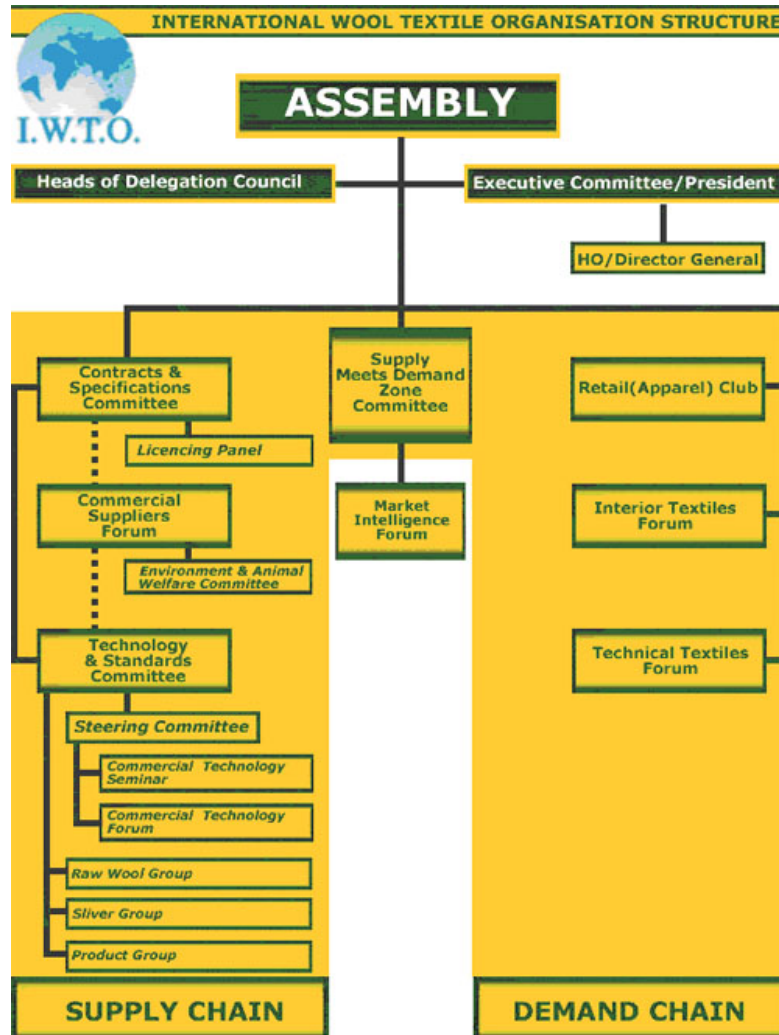 INTERNATIONAL WOOL TEXTILE ORGANISATION STRUCTURE
I.W.T.O.
ASSEMBLY
Heads of Delegation Council
Executive Committee/President
HO/Director General
Contracts &
Specifications
Committee
Licencing Panel
Commercial
Suppliers
Forum
Environment & Animal
Welfare Committee
Technology
& Standards
Committee
Steering Committee
Commercial Technology
Seminar
Commercial Technology
Forum
Raw Wool Group
Sliver Group
Product Group
SUPPLY CHAIN
Supply
Meets Demand
Zone
Committee
Market
Intelligence
Forum
Retail(Apparel) Club
Interior Textiles
Forum
Technical Textiles
Forum
DEMAND CHAIN